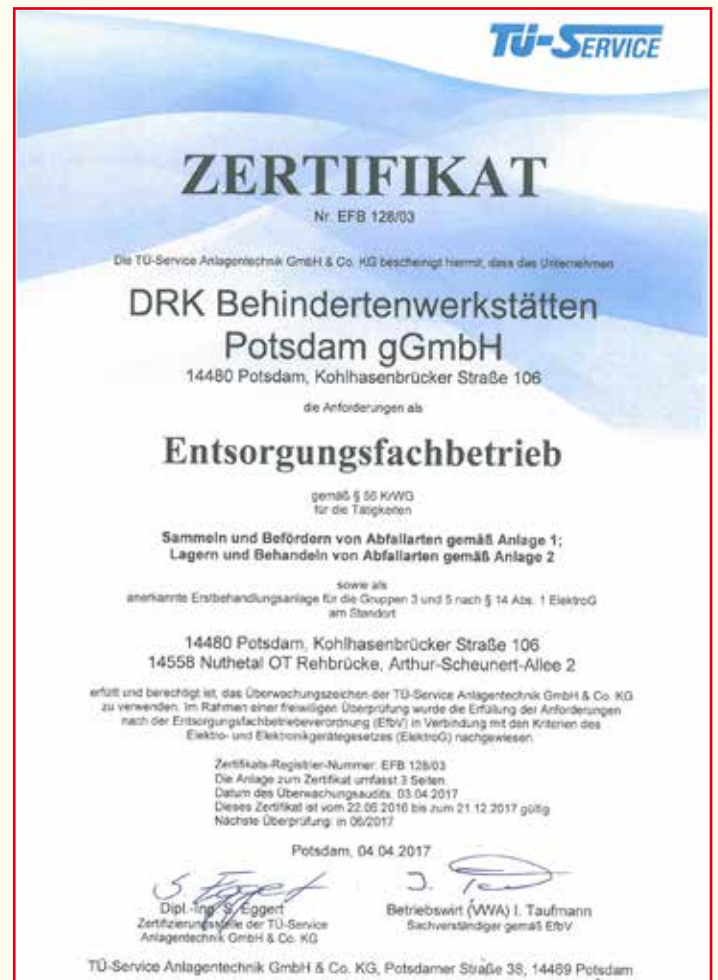 TÜ-SERVICE
ZERTIFIKAT
Nr. EFB 128/03
Die TÜ-Service Anlagentechnik GmbH & Co. KG bescheinigt hiermit, dass das Unternehmen
DRK Behindertenwerkstätten
Potsdam gGmbH
14480 Potsdam, Kohlhasenbrücker Straße 106
die Anforderungen als
Entsorgungsfachbetrieb
gemäß § 56 KrWG
für die Tätigkeiten
Sammeln und Befördern von Abfallarten gemäß Anlage 1;
Lagern und Behandeln von Abfallarten gemäß Anlage 2
sowie als
anerkannte Erstbehandlungsanlage für die Gruppen 3 und 5 nach § 14 Abs. 1 ElektroG
am Standort
14480 Potsdam, Kohlhasenbrücker Straße 106
14558 Nuthetal OT Rehbrücke, Arthur-Scheunert-Allee 2
erfüllt und berechtigt ist, das Überwachungszeichen der TÜ-Service Anlagentechnik GmbH & Co. KG
zu verwenden. Im Rahmen einer freiwilligen Überprüfung wurde die Erfüllung der Anforderungen
nach der Entsorgungsfachbetriebeverordnung (EfbV) in Verbindung mit den Kriterien des
Elektro- und Elektronikgerätegesetzes (ElektroG) nachgewiesen.
Zertifikats-Registrier-Nummer: EFB 128/03
Die Anlage zum Zertifikat umfasst 3 Seiten.
Datum des Überwachungsaudits: 03.04.2017
Dieses Zertifikat ist vom 22.06.2016 bis zum 21.12.2017 gültig
Nächste Überprüfung: in 06/2017
Potsdam, 04.04.2017
S. Eggert
Dipl.-Ing. S. Eggert
Zertifizierungsstelle der TÜ-Service
Anlagentechnik GmbH & Co. KG
Betriebswirt (VWA) I. Taufmann
Sachverständiger gemäß EfbV
TÜ-Service Anlagentechnik GmbH & Co. KG, Potsdamer Straße 38, 14469 Potsdam